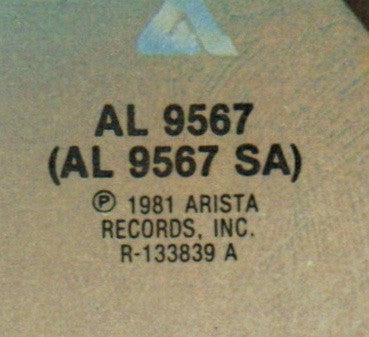 AL 9567
(AL 9567 SA)
℗ 1981 ARISTA
RECORDS, INC.
R-133839 A